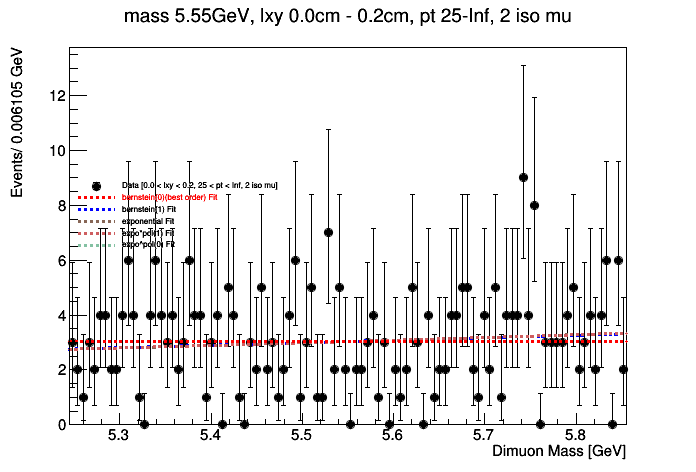 mass 5.55GeV, lxy 0.0cm - 0.2cm, pt 25-Inf, 2 iso mu
Events/ 0.006105 GeV
12
10
8
6
4
2
0
Data [0.0 < lxy < 0.2, 25 < pt < Inf, 2 iso mu]
bernstein[0](best order) Fit
bernstein(1) Fit
exponential Fit
expo*pol(1) Fit
expo^pol(0) Fit
5.3
5.4
5.5
5.6
5.7
5.8
Dimuon Mass [GeV]